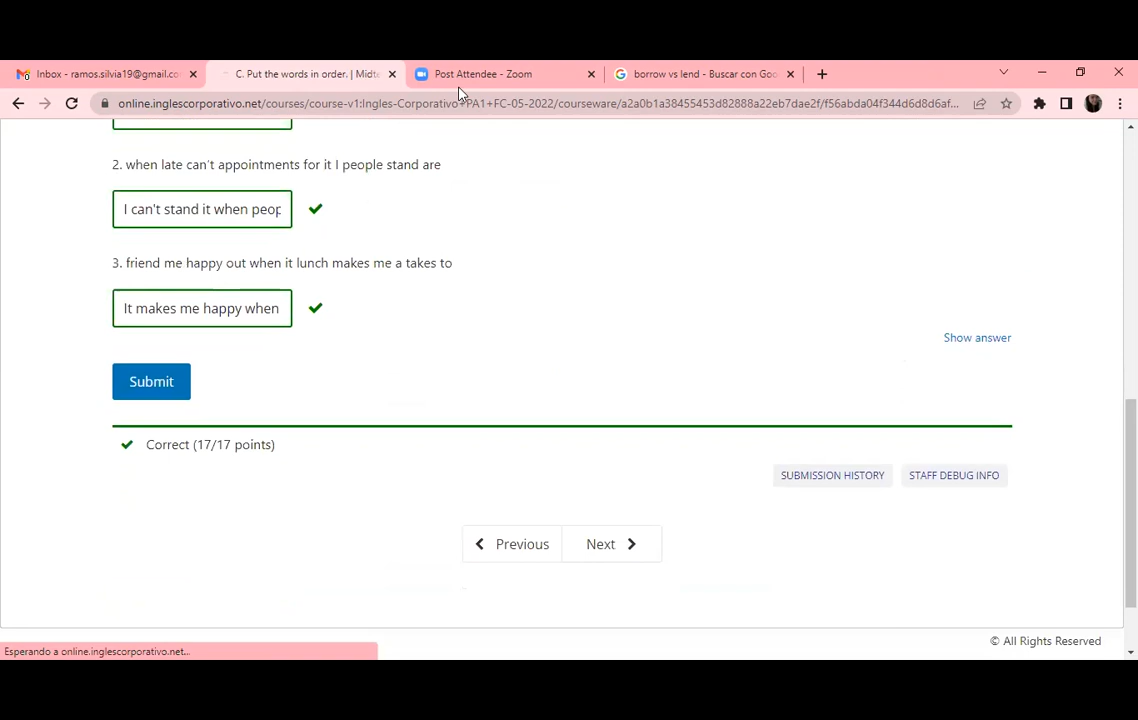 Inbox - ramos.silvia19@gmail.co
C. Put the words in order. | Midte
Post Attendee - Zoom
borrow vs lend - Buscar con Goo
online.inglescorporativo.net/courses/course-v1:Ingles-Corporativo+PA1+FC-05-2022/courseware/a2a0b1a38455453d82888a22eb7dae2f/f56abda04f344d6d8d6af...
2. when late can't appointments for it I people stand are
I can't stand it when peop
3. friend me happy out when it lunch makes me a takes to
It makes me happy when
Show answer
Submit
Correct (17/17 points)
SUBMISSION HISTORY
STAFF DEBUG INFO
Previous
Next
© All Rights Reserved
Esperando a online.inglescorporativo.net...